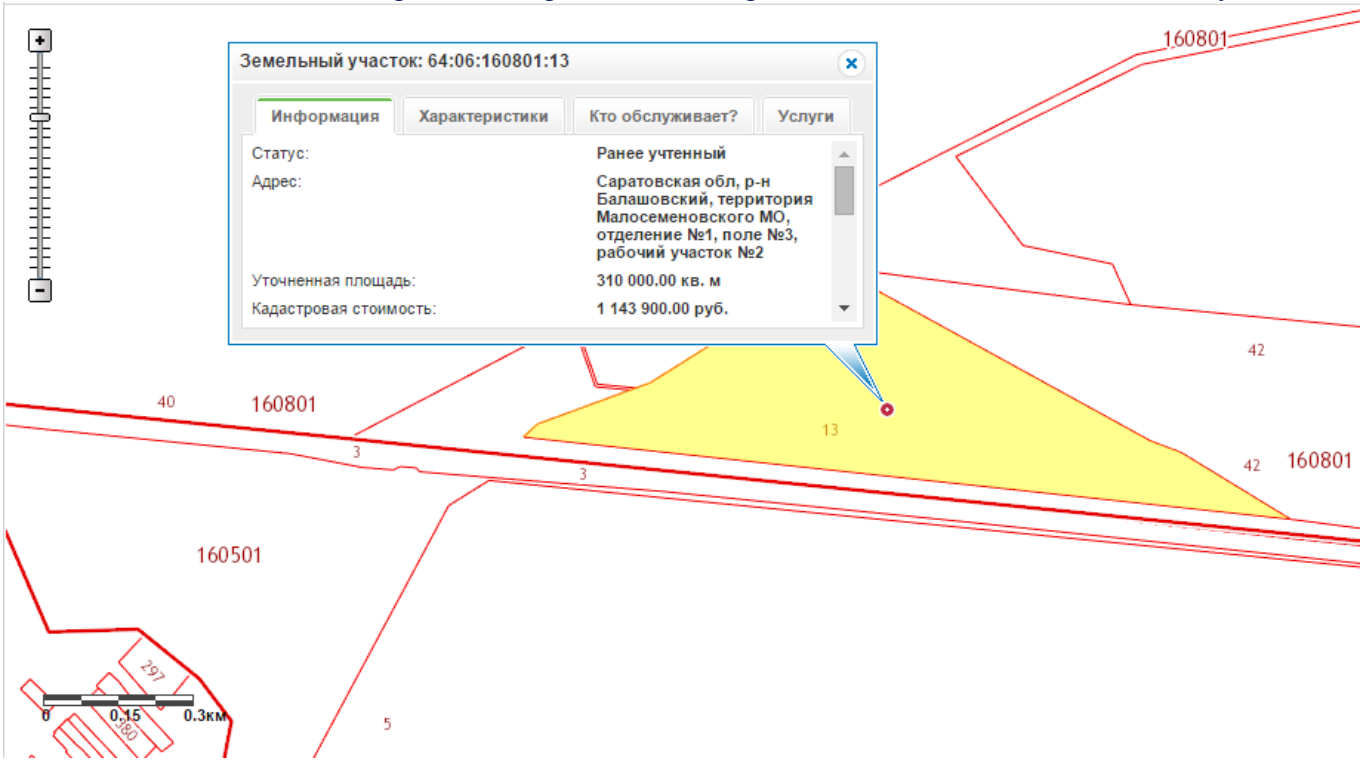 160801
Земельный участок: 64:06:160801:13
Информация
Характеристики
Кто обслуживает?
Услуги
Статус:
Ранее учтенный
Адрес:
Саратовская обл, р-н
Балашовский, территория
Малосеменовского МО,
отделение №1, поле №3,
рабочий участок №2
Уточненная площадь:
310 000.00 кв. м
Кадастровая стоимость:
1 143 900.00 руб.
42
40
160801
13
3
3
42
160801
160501
297
0
0.15
0.3км
380
5